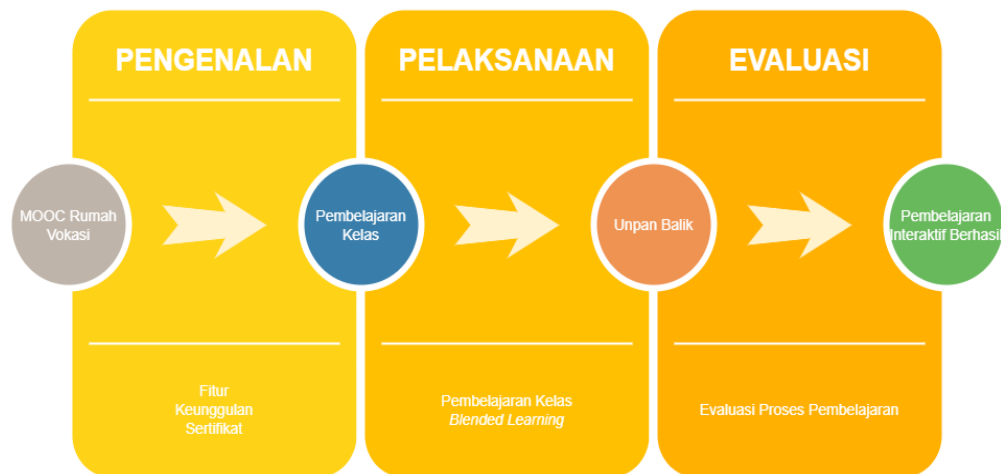 PENGENALAN
PELAKSANAAN
EVALUASI
MOOC Rumah
Vokasi
Pembelajaran
Kelas
Unpan Balik
Pembelajaran
Interaktif Berhasil
Fitur
Keunggulan
Sertifikat
Pembelajaran Kelas
Blended Learning
Evaluasi Proses Pembelajaran